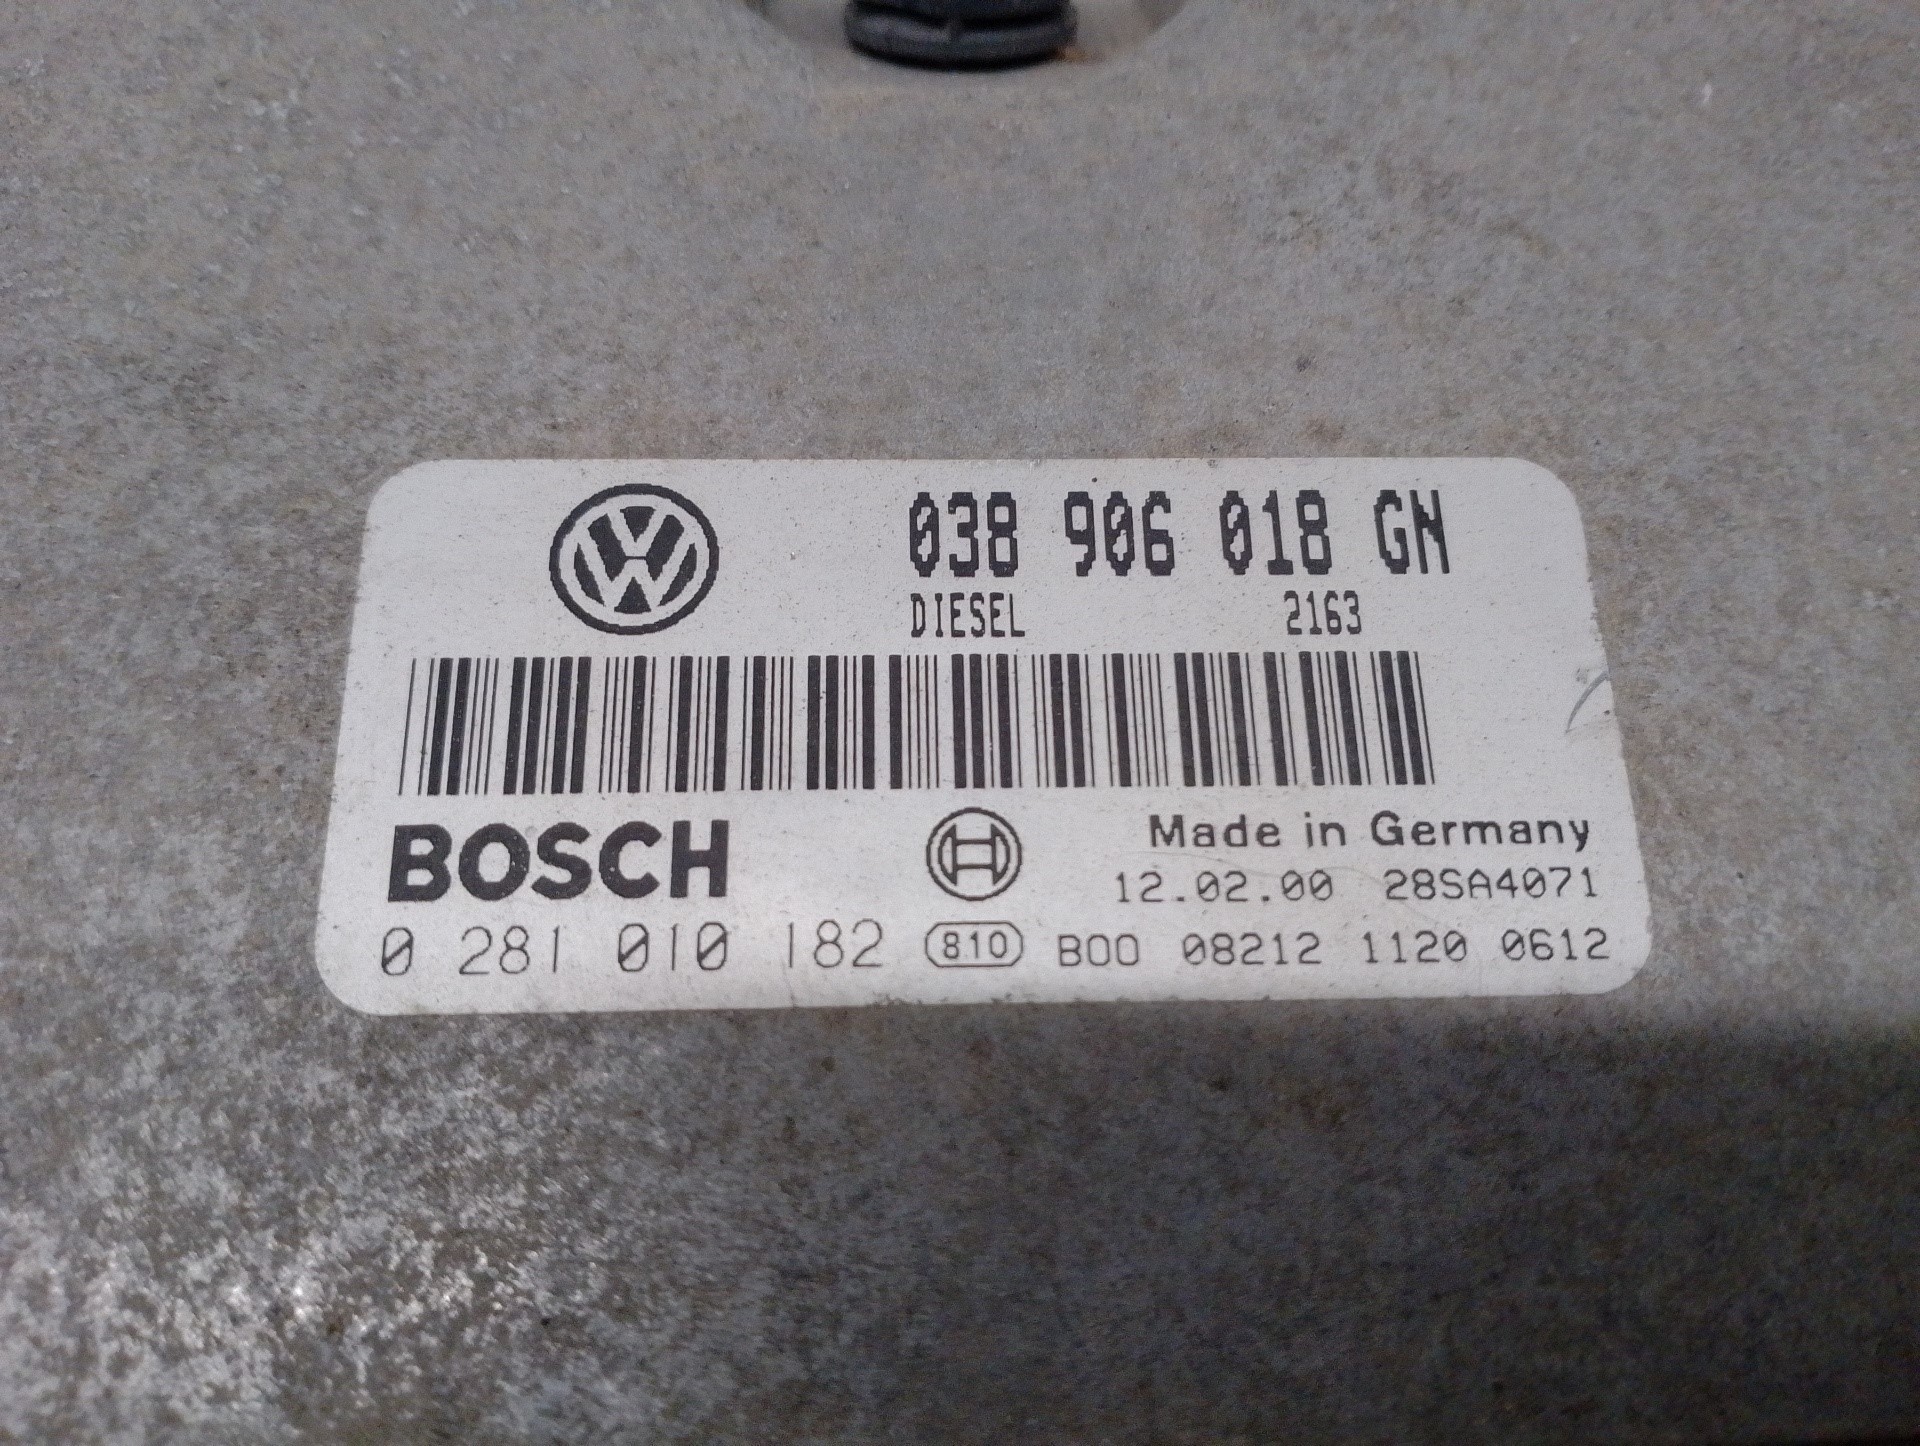 038 906 018 GN
DIESEL 2163
BOSCH Made in Germany
12.02.00 28SA4071
0 281 010 182 810 B00 08212 1120 0612